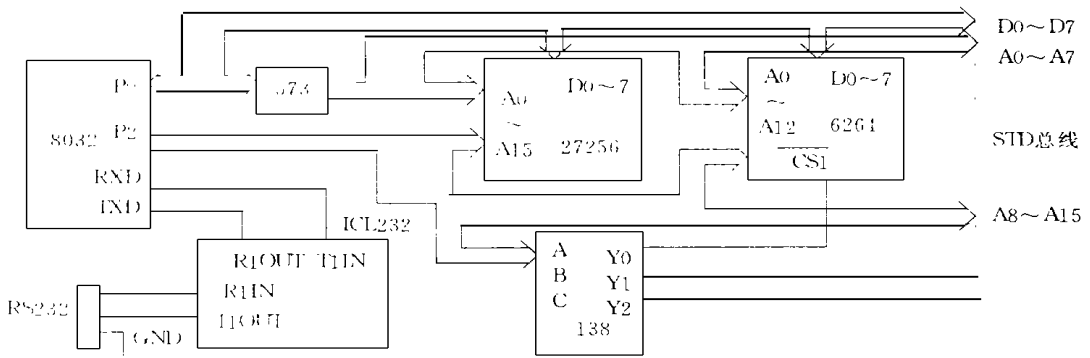 D0～D7
A0～A7
P0
573
A0
～
A15
D0～7
27256
A0
～
A12
D0～7
6264
CS1
8032
P2
RXD
TXD
STD总线
A8～A15
ICL232
R1OUT T1IN
R1IN
T1OUT
RS232
GND
A
B
C
Y0
Y1
Y2
138